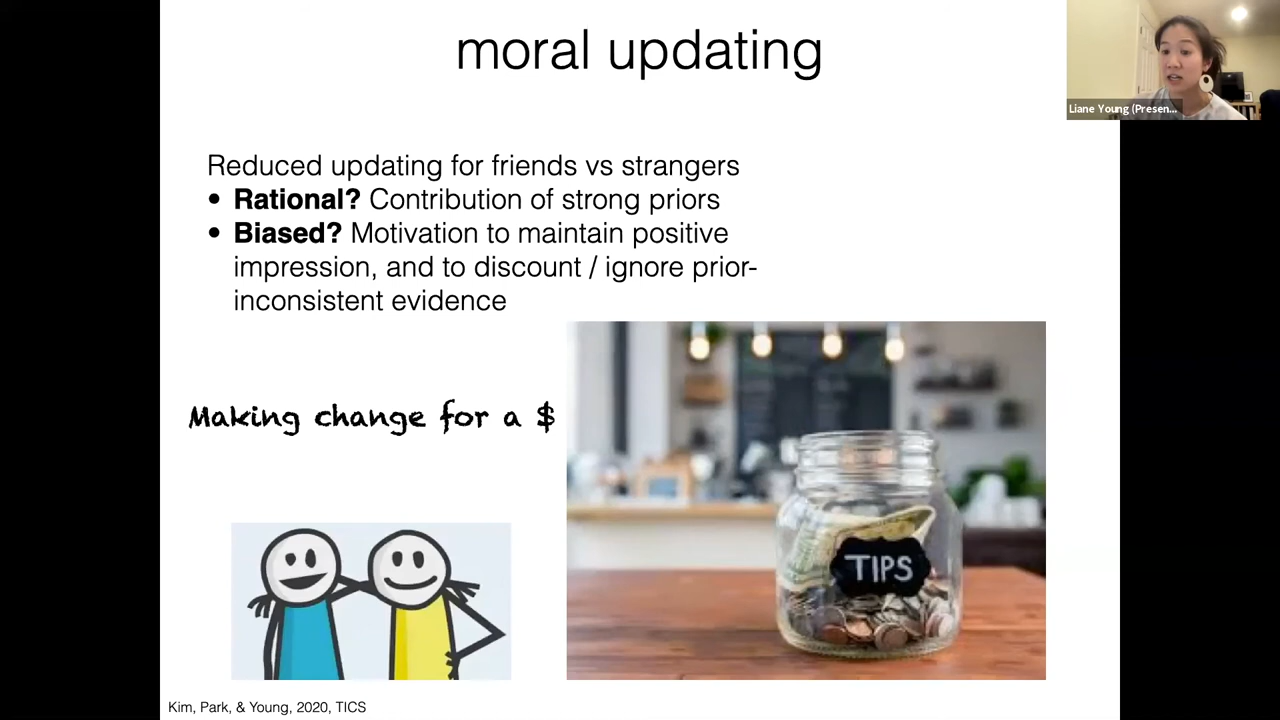 moral updating
Liane Young (Presen...
Reduced updating for friends vs strangers
• Rational? Contribution of strong priors
• Biased? Motivation to maintain positive
impression, and to discount / ignore prior-
inconsistent evidence
Making change for a $
TIPS
Kim, Park, & Young, 2020, TICS